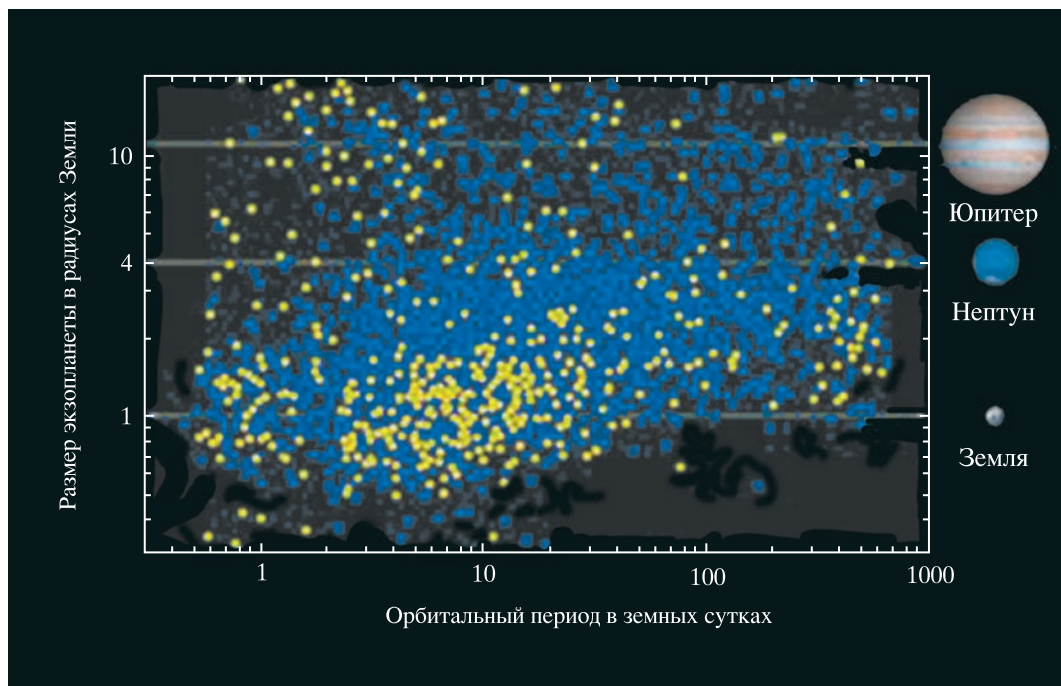 Размер экзопланеты в радиусах Земли
10
4
1
1
10
100
1000
Орбитальный период в земных сутках
Юпитер
Нептун
Земля